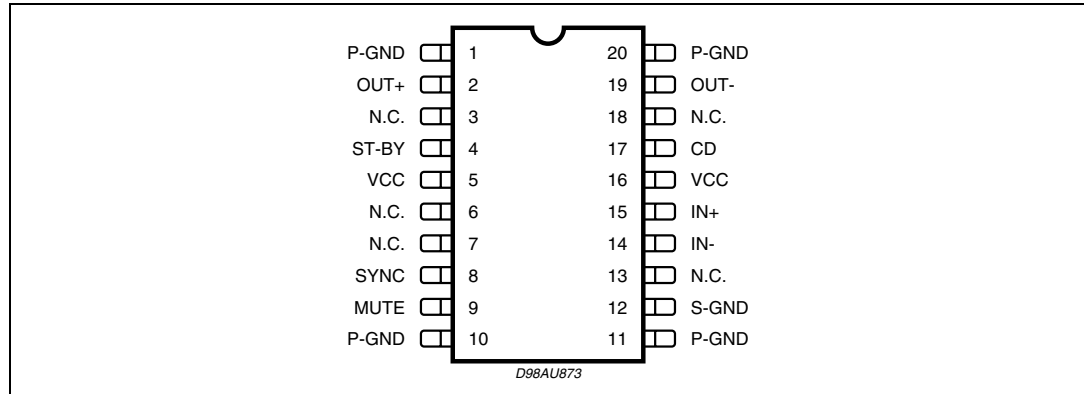 P-GND 1 20 P-GND
OUT+ 2 19 OUT-
N.C. 3 18 N.C.
ST-BY 4 17 CD
VCC 5 16 VCC
N.C. 6 15 IN+
N.C. 7 14 IN-
SYNC 8 13 N.C.
MUTE 9 12 S-GND
P-GND 10 11 P-GND
D98AU873